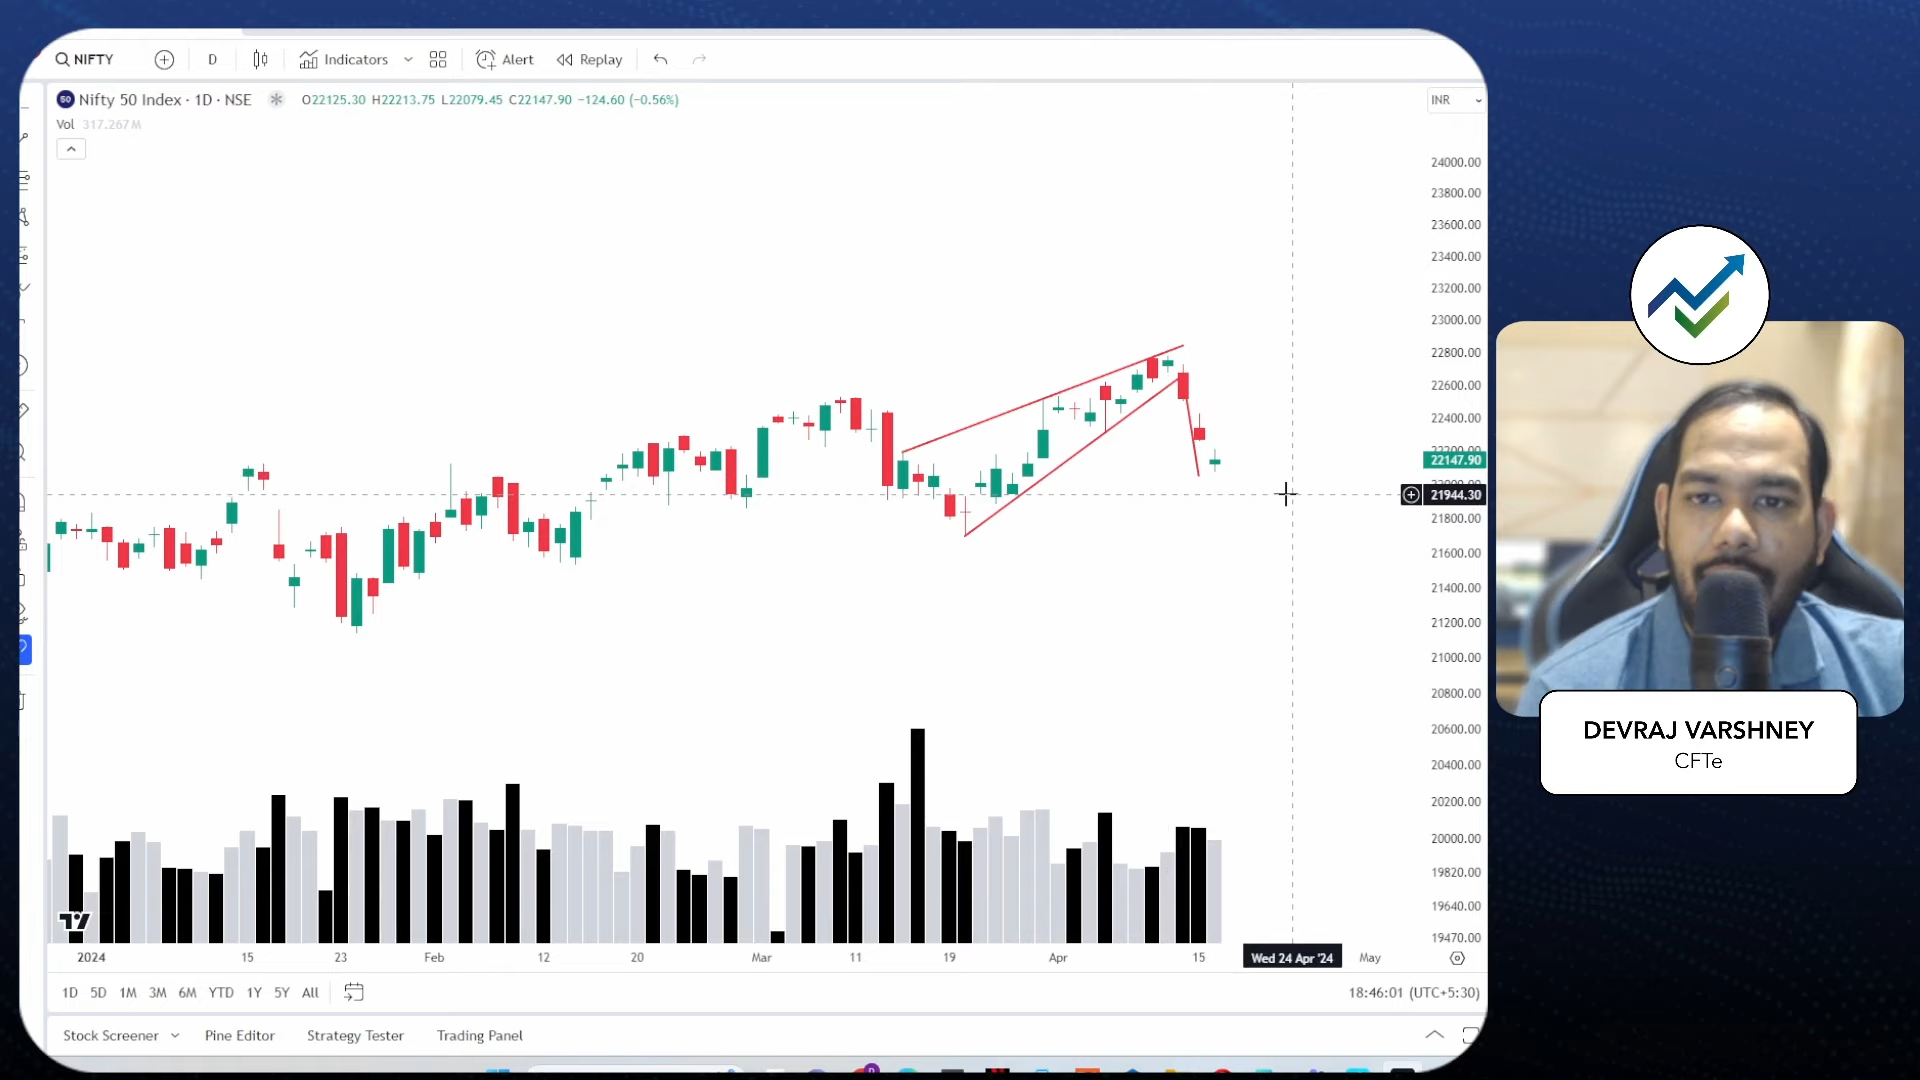 NIFTY
D
Indicators
Alert
Replay
50 Nifty 50 Index · 1D · NSE
O22125.30 H22213.75 L22079.45 C22147.90 −124.60 (−0.56%)
INR
Vol 317.267M
24000.00
23800.00
23600.00
23400.00
23200.00
23000.00
22800.00
22600.00
22400.00
22147.90
21944.30
21800.00
21600.00
21400.00
21200.00
21000.00
20800.00
20600.00
20400.00
20200.00
20000.00
19820.00
19640.00
19470.00
2024 15 23 Feb 12 20 Mar 11 19 Apr 15 Wed 24 Apr '24 May
1D 5D 1M 3M 6M YTD 1Y 5Y All
18:46:01 (UTC+5:30)
Stock Screener Pine Editor Strategy Tester Trading Panel
DEVRAJ VARSHNEY
CFTe